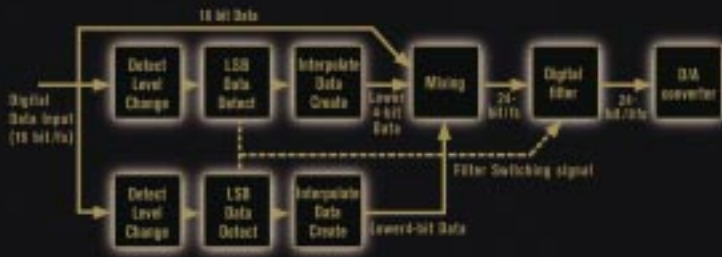 16 bit Data
Detect
Level
Change
LSB
Data
Detect
Interpolate
Data
Create
Mixing
Digital
filter
D/A
converter
Digital
Data Input
(16 bit/fs)
Lower
4-bit
Data
24-
bit/fs
24-
Filter Switching signal
Detect
Level
Change
LSB
Data
Detect
Interpolate
Data
Create
Lower4-bit Data